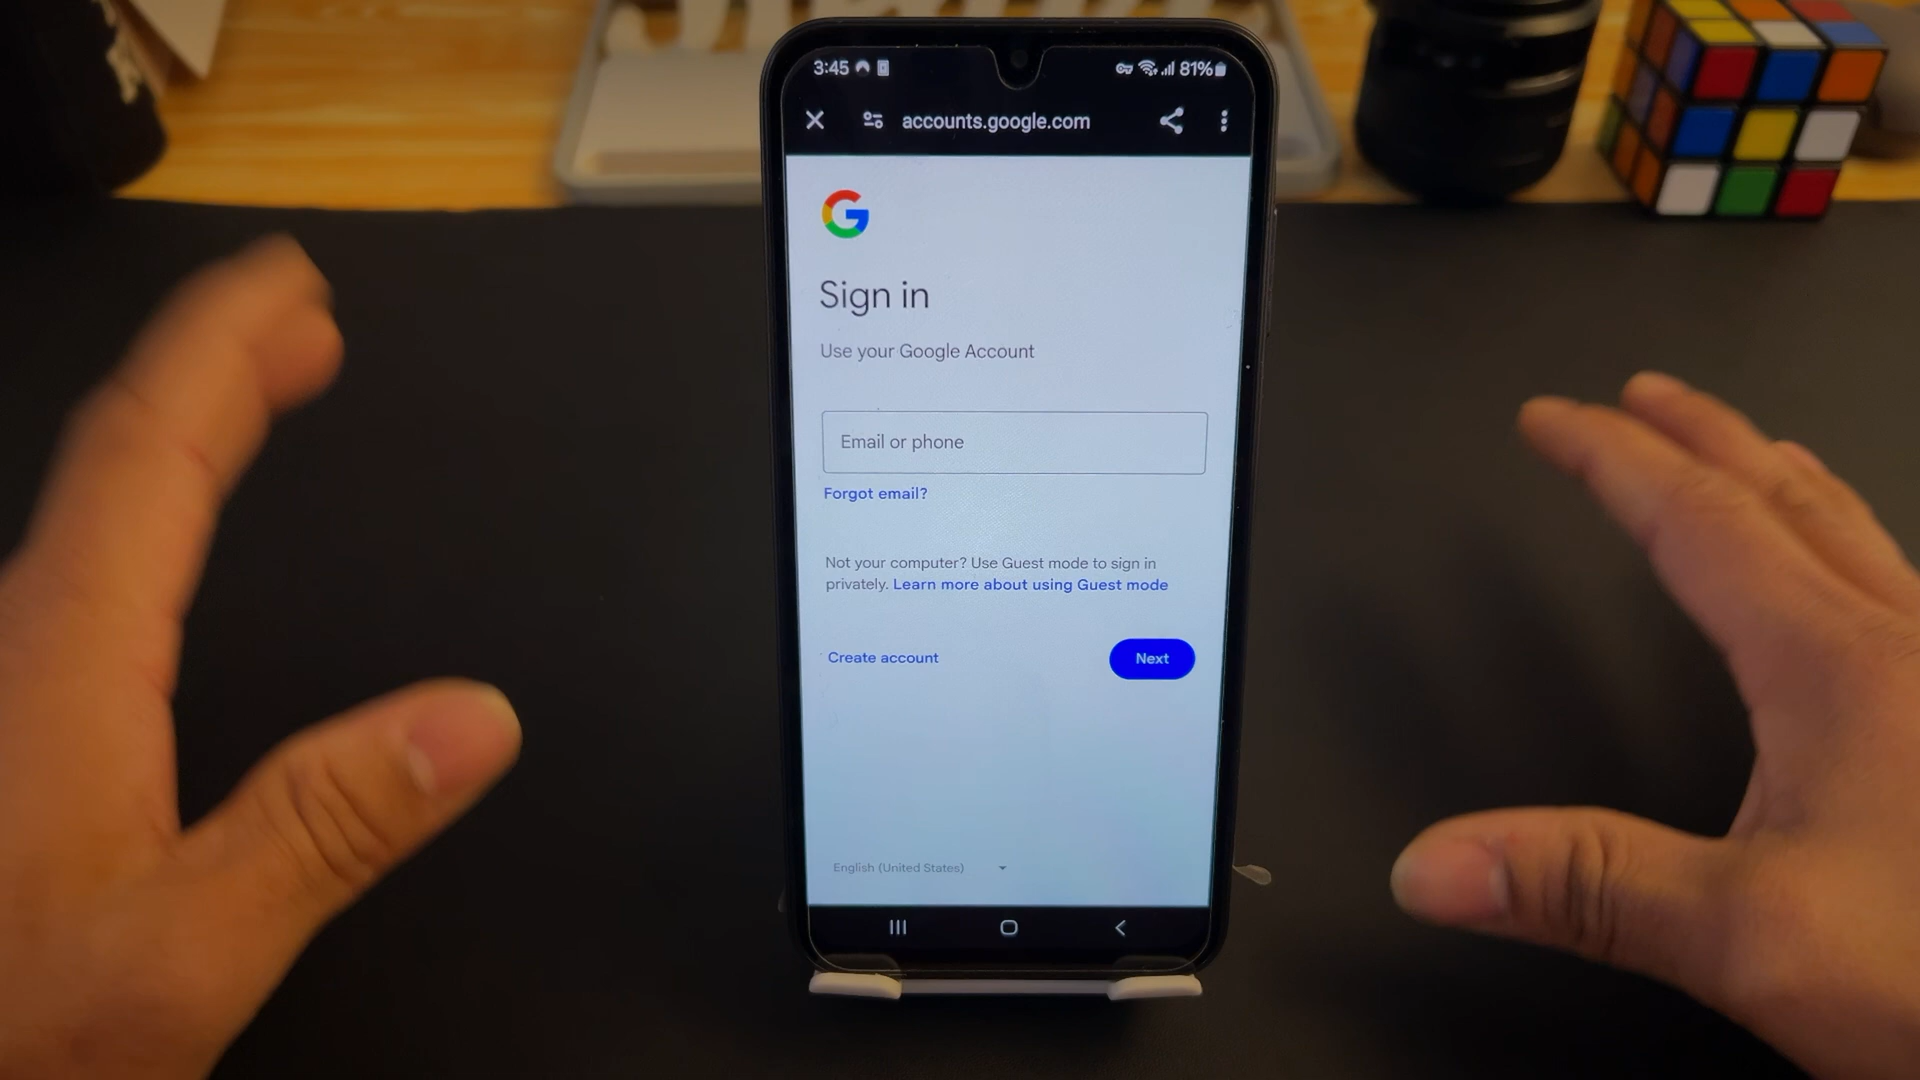 3:45 81%
accounts.google.com
Sign in
Use your Google Account
Email or phone
Forgot email?
Not your computer? Use Guest mode to sign in
privately. Learn more about using Guest mode
Create account Next
English (United States)